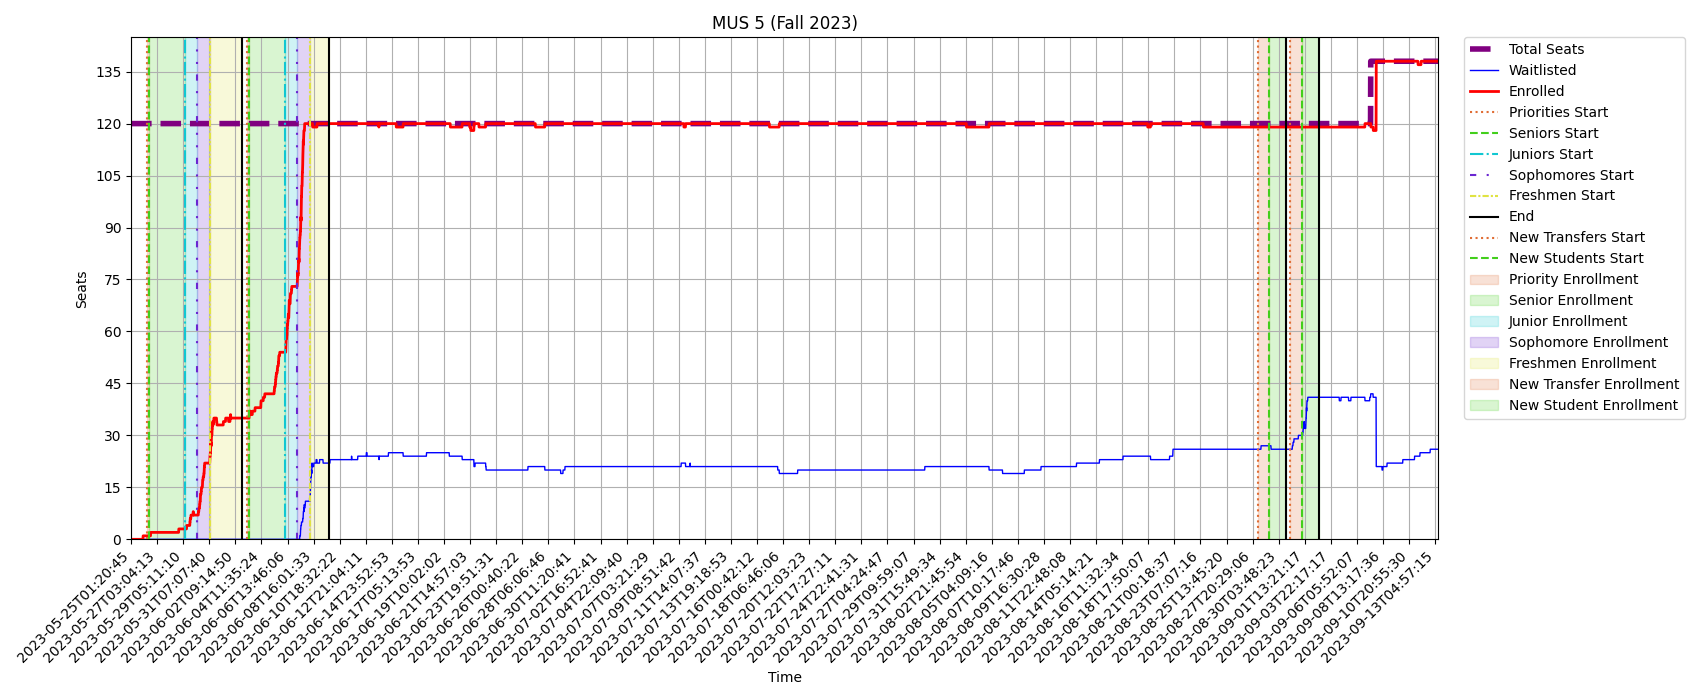 MUS 5 (Fall 2023)
Seats
135
120
105
90
75
60
45
30
15
0
2023-05-25T01:20:45
2023-05-27T03:04:13
2023-05-29T05:11:10
2023-05-31T07:07:40
2023-06-02T09:14:50
2023-06-04T11:35:24
2023-06-06T13:46:06
2023-06-08T16:01:33
2023-06-10T18:32:22
2023-06-12T21:04:11
2023-06-14T23:52:53
2023-06-17T05:13:53
2023-06-19T10:02:02
2023-06-21T14:57:03
2023-06-23T19:51:31
2023-06-26T00:40:22
2023-06-28T06:06:46
2023-06-30T11:20:41
2023-07-02T16:52:41
2023-07-04T22:09:40
2023-07-07T03:21:29
2023-07-09T08:51:42
2023-07-11T14:07:37
2023-07-13T19:18:53
2023-07-16T00:42:12
2023-07-18T06:46:06
2023-07-20T12:03:23
2023-07-22T17:27:11
2023-07-24T22:41:31
2023-07-27T04:24:47
2023-07-29T09:59:07
2023-07-31T15:49:34
2023-08-02T21:45:54
2023-08-05T04:09:16
2023-08-07T10:17:46
2023-08-09T16:30:28
2023-08-11T22:48:08
2023-08-14T05:14:21
2023-08-16T11:32:34
2023-08-18T17:50:07
2023-08-21T00:18:37
2023-08-23T07:07:16
2023-08-25T13:45:20
2023-08-27T20:29:06
2023-08-30T03:48:23
2023-09-01T13:21:17
2023-09-03T22:17:17
2023-09-06T05:52:07
2023-09-08T13:17:36
2023-09-10T20:55:30
2023-09-13T04:57:15
Time
Total Seats
Waitlisted
Enrolled
Priorities Start
Seniors Start
Juniors Start
Sophomores Start
Freshmen Start
End
New Transfers Start
New Students Start
Priority Enrollment
Senior Enrollment
Junior Enrollment
Sophomore Enrollment
Freshmen Enrollment
New Transfer Enrollment
New Student Enrollment